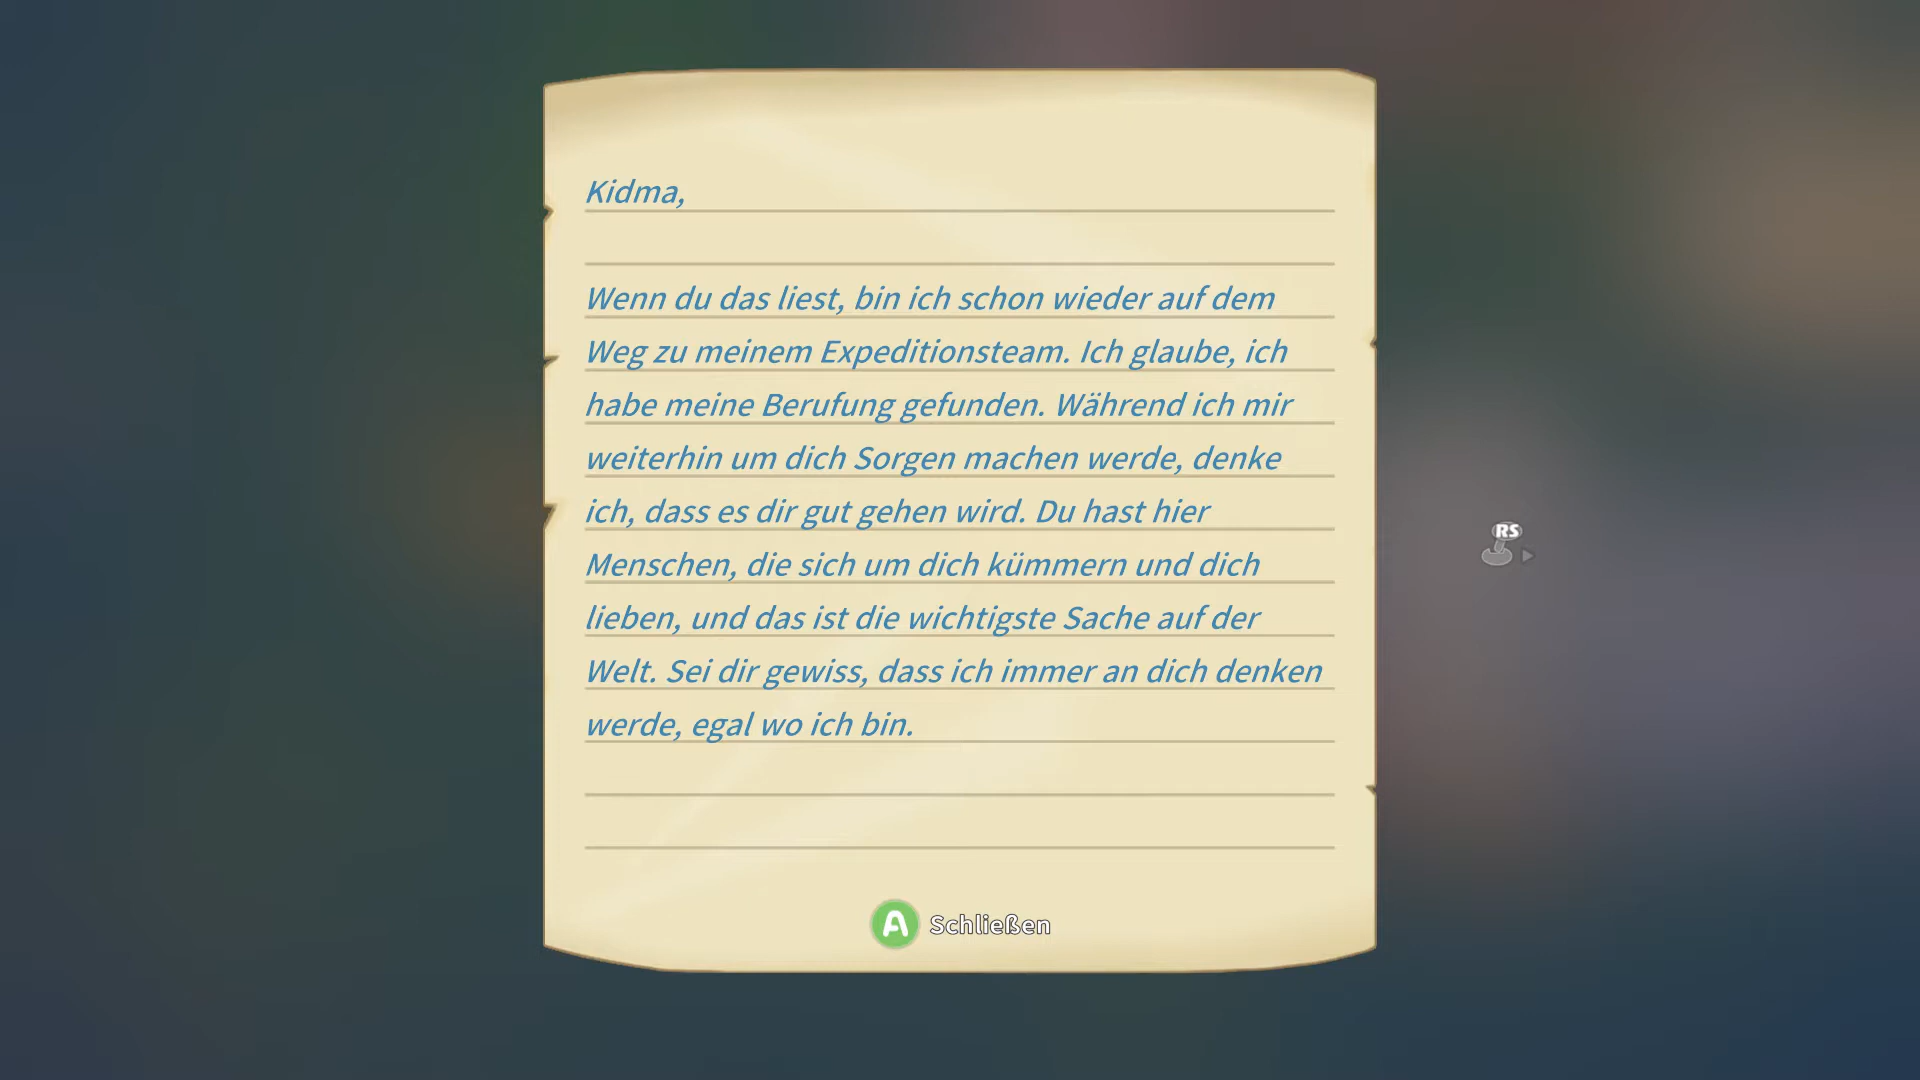 Kidma,
Wenn du das liest, bin ich schon wieder auf dem
Weg zu meinem Expeditionsteam. Ich glaube, ich
habe meine Berufung gefunden. Während ich mir
weiterhin um dich Sorgen machen werde, denke
ich, dass es dir gut gehen wird. Du hast hier
Menschen, die sich um dich kümmern und dich
lieben, und das ist die wichtigste Sache auf der
Welt. Sei dir gewiss, dass ich immer an dich denken
werde, egal wo ich bin.
RS
A Schließen